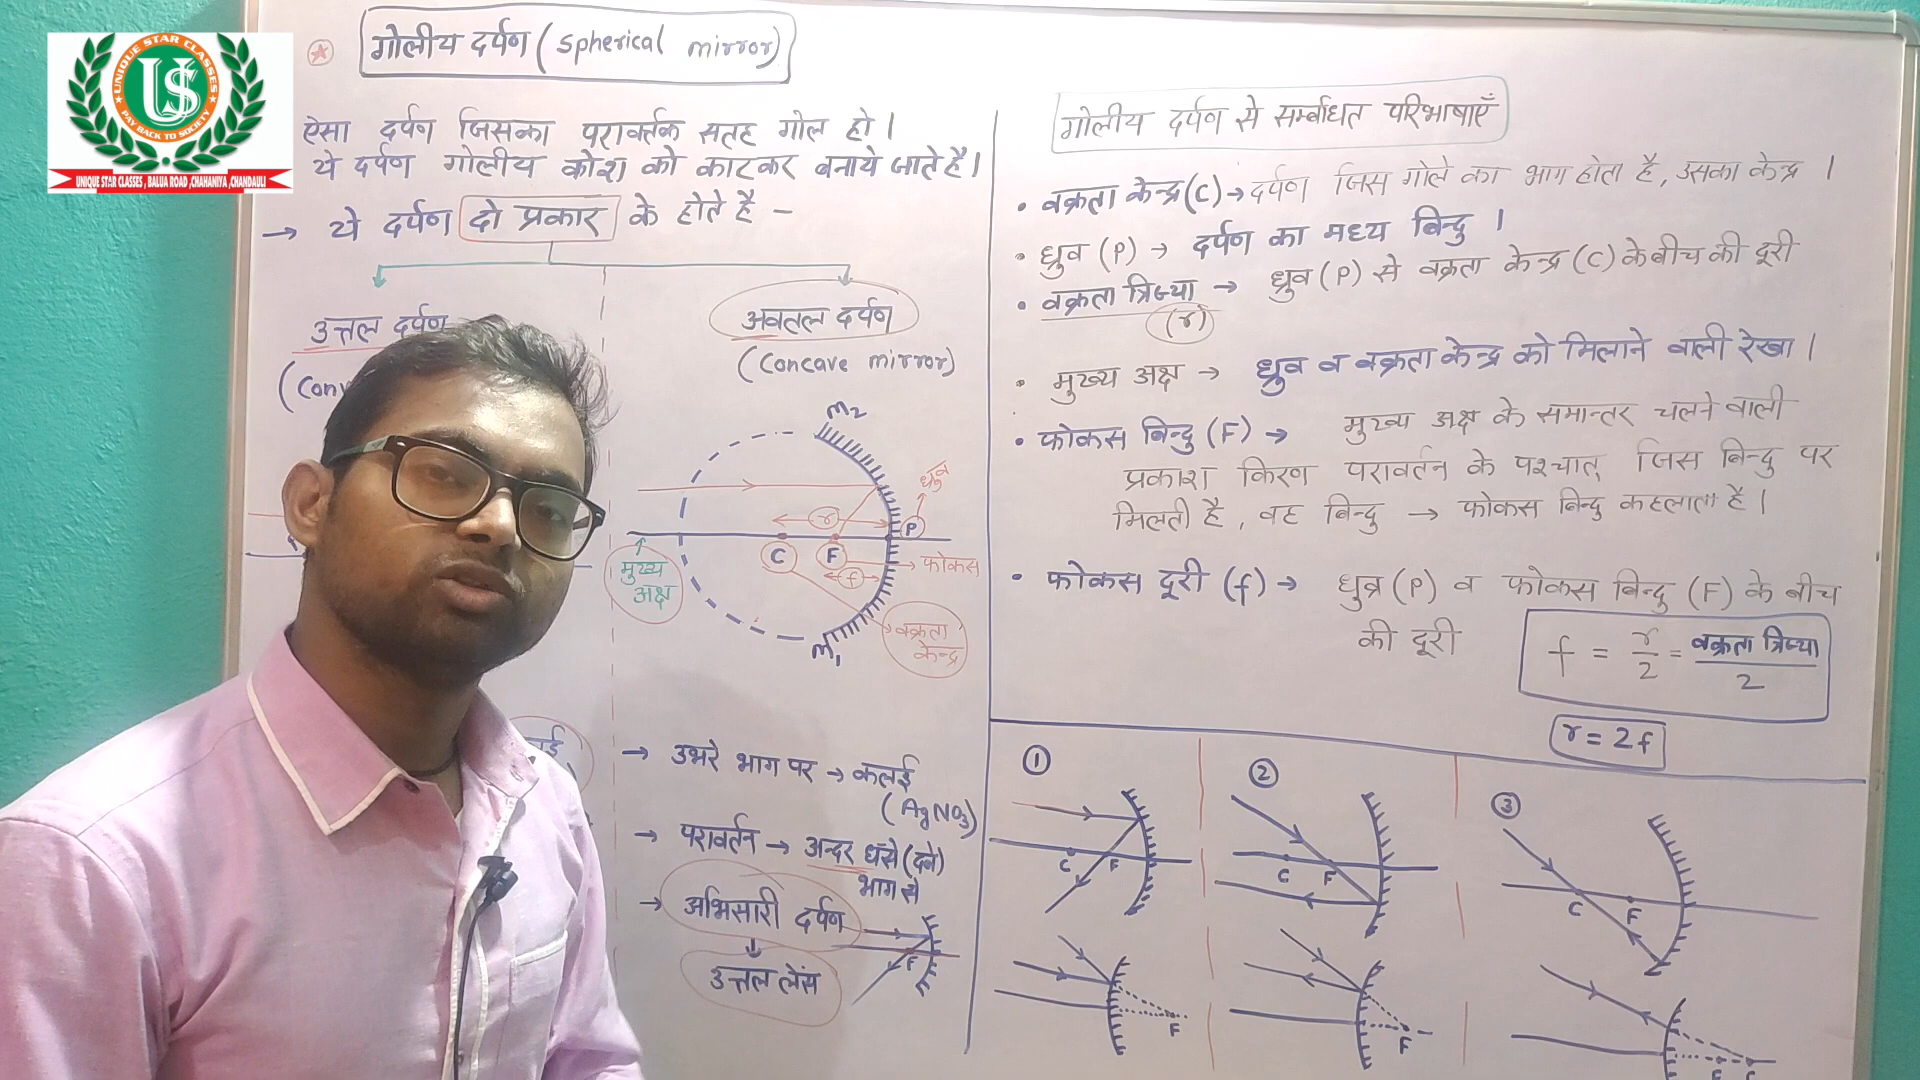 UNIQUE STAR CLASSES
US
PAY BACK TO SOCIETY
UNIQUE STAR CLASSES , BALUA ROAD ,CHAHANIYA ,CHANDAULI
गोलीय दर्पण (Spherical mirror)
ऐसा दर्पण जिसका परावर्तक सतह गोल हो।
ये दर्पण गोलीय कोश को काटकर बनाये जाते है।
→ ये दर्पण दो प्रकार के होते है –
उत्तल दर्पण
(Conv
अवतल दर्पण
(Concave mirror)
M2
ध्रुव
r
P
C
F
→ फोकस
f
मुख्य
अक्ष
वक्रता
केन्द्र
M1
→ उभरे भाग पर → कलई
(AgNO3)
→ परावर्तन → अन्दर धँसे (दबे)
भाग से
→ अभिसारी दर्पण
F
उत्तल लेंस
गोलीय दर्पण से सम्बंधित परिभाषाएँ
• वक्रता केन्द्र (C) → दर्पण जिस गोले का भाग होता है, उसका केन्द्र ।
• ध्रुव (P) → दर्पण का मध्य बिन्दु ।
• वक्रता त्रिज्या → ध्रुव (P) से वक्रता केन्द्र (C) के बीच की दूरी
(r)
• मुख्य अक्ष → ध्रुव व वक्रता केन्द्र को मिलाने वाली रेखा ।
• फोकस बिन्दु (F) → मुख्य अक्ष के समान्तर चलने वाली
प्रकाश किरण परावर्तन के पश्चात् जिस बिन्दु पर
मिलती है, वह बिन्दु → फोकस बिन्दु कहलाता है ।
• फोकस दूरी (f) → ध्रुव (P) व फोकस बिन्दु (F) के बीच
की दूरी
f = r/2 = वक्रता त्रिज्या/2
r = 2f
1
C F
F
2
C F
F
3
C F